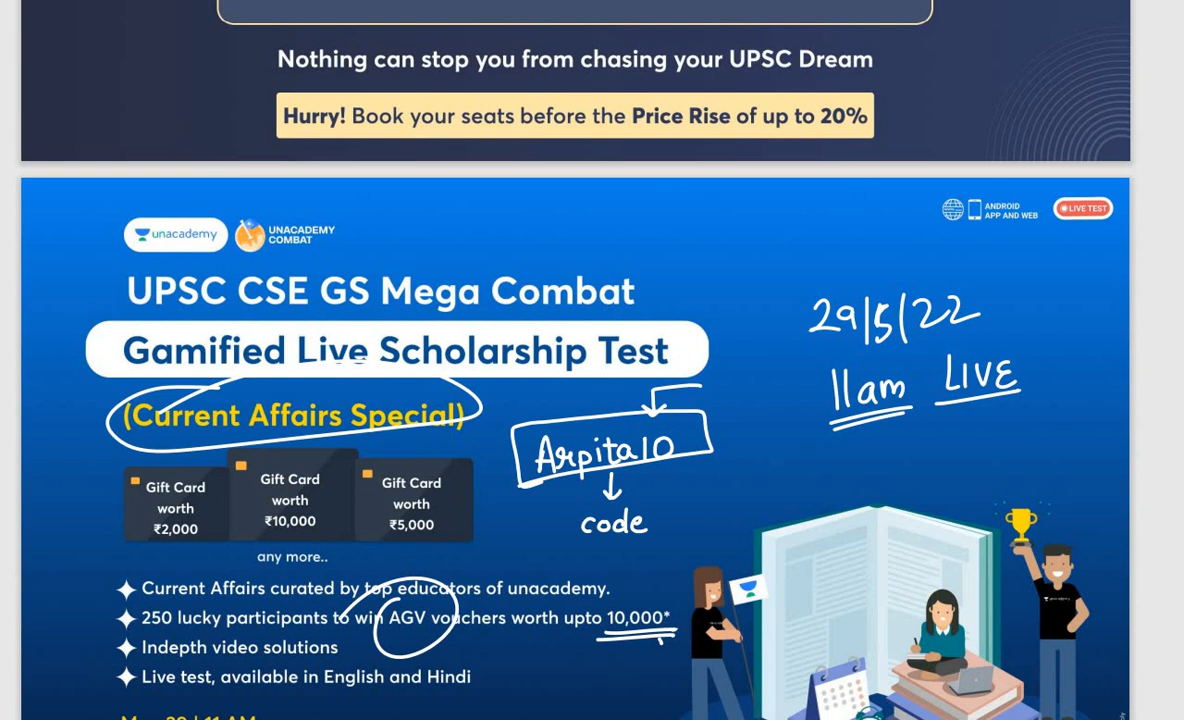 Nothing can stop you from chasing your UPSC Dream
Hurry! Book your seats before the Price Rise of up to 20%
unacademy
UNACADEMY
COMBAT
ANDROID
APP AND WEB
LIVE TEST
UPSC CSE GS Mega Combat
Gamified Live Scholarship Test
(Current Affairs Special)
29/5/22
11am LIVE
Arpita10
code
Gift Card
worth
₹2,000
Gift Card
worth
₹10,000
Gift Card
worth
₹5,000
any more..
Current Affairs curated by top educators of unacademy.
250 lucky participants to win AGV vouchers worth upto 10,000*
Indepth video solutions
Live test, available in English and Hindi